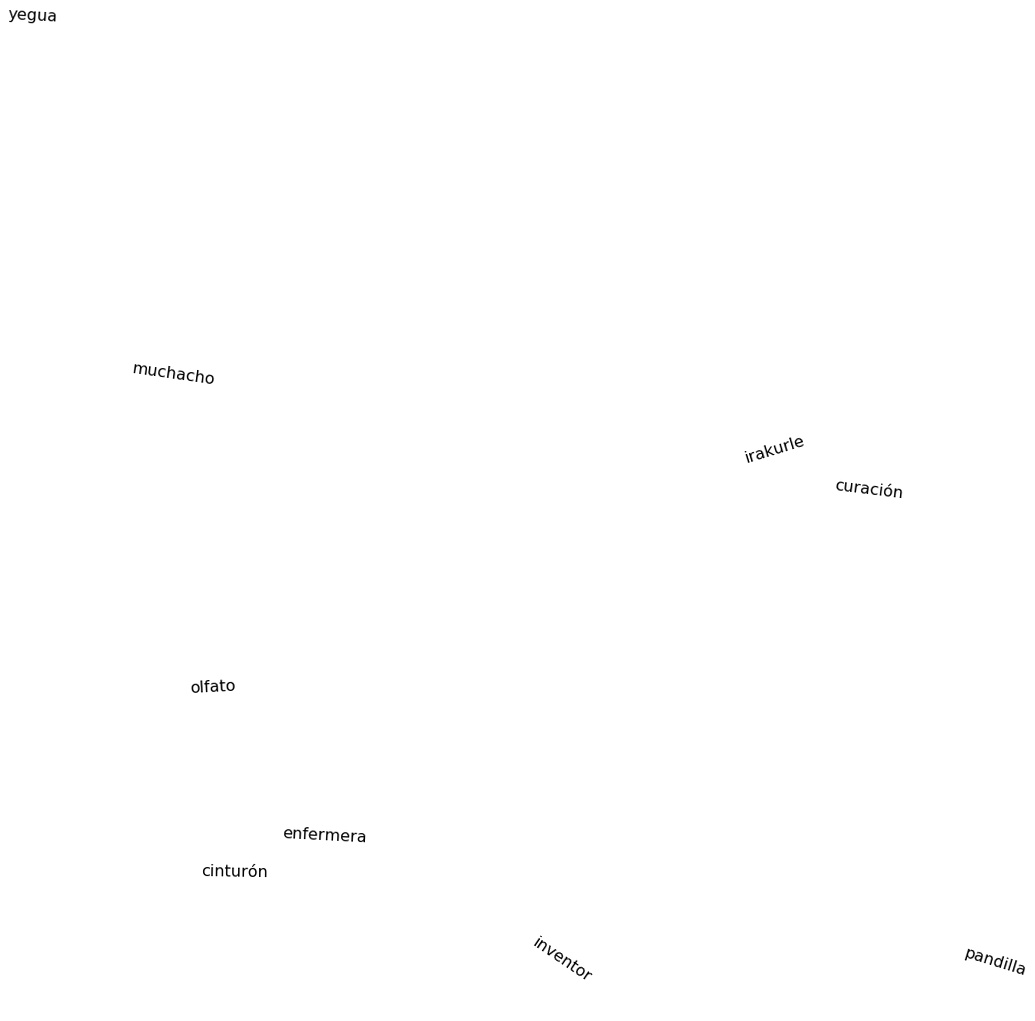 yegua
muchacho
irakurle
curación
olfato
enfermera
cinturón
inventor
pandilla